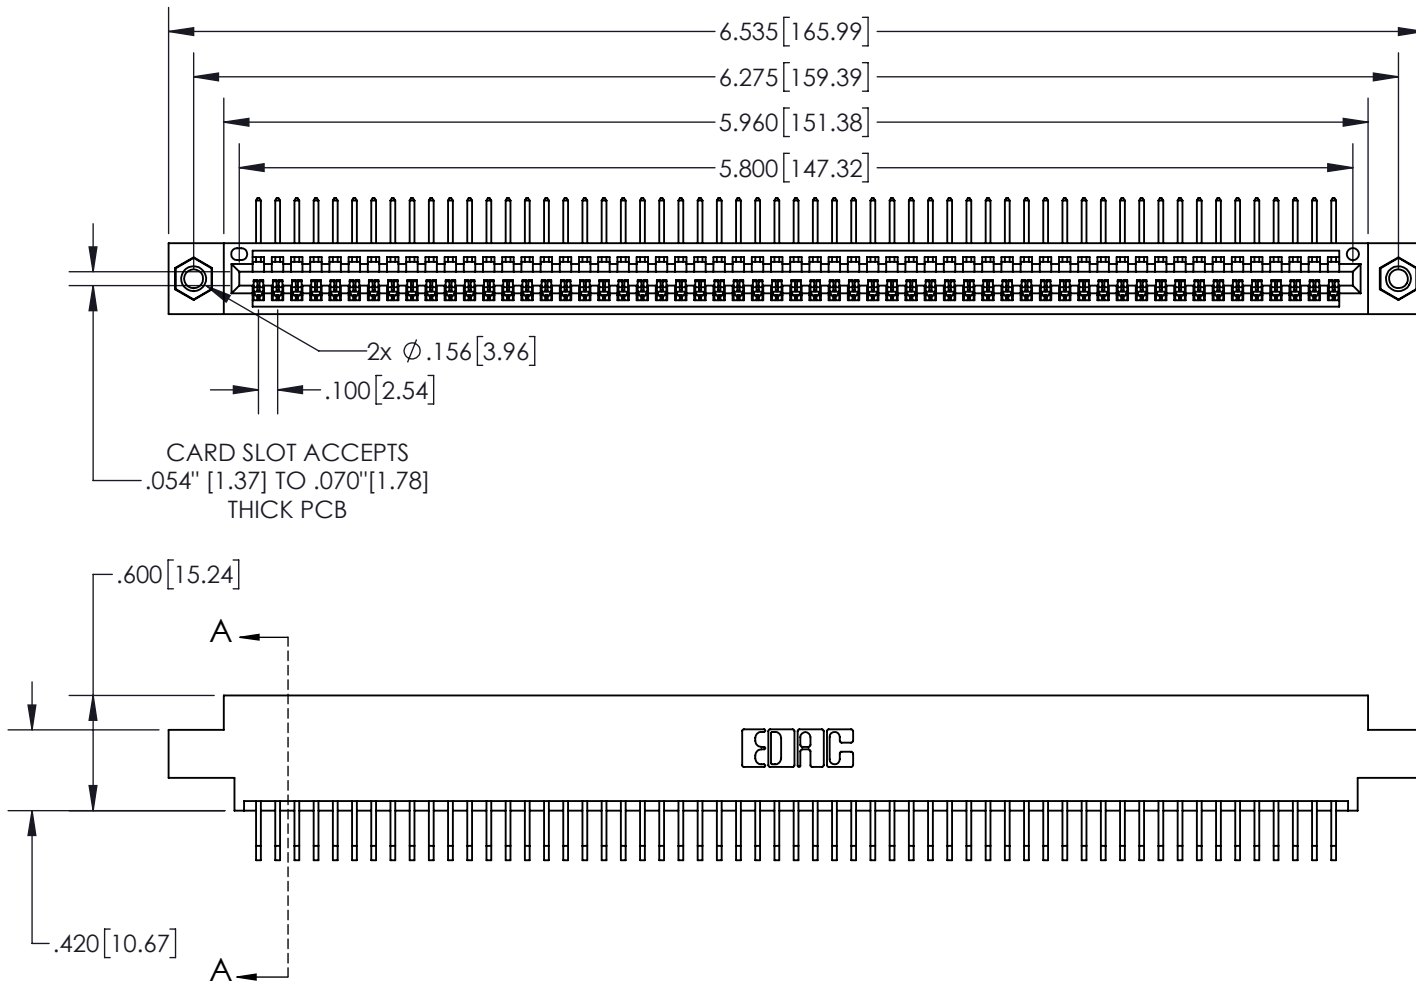 6.535[165.99]
6.275[159.39]
5.960[151.38]
5.800[147.32]
2x Ø.156[3.96]
.100[2.54]
CARD SLOT ACCEPTS
.054" [1.37] TO .070"[1.78]
THICK PCB
.600[15.24]
A
EDAC
.420[10.67]
A